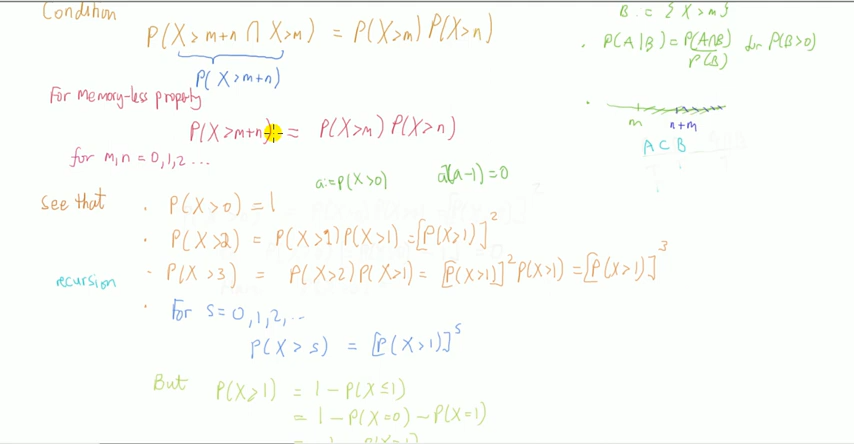 Condition
P(X>m+n ∩ X>m) = P(X>m) P(X>n)
P(X>m+n)
For memory-less property
P(X>m+n) = P(X>m) P(X>n)
for m,n = 0,1,2 ...
a:=P(X>0) a(a-1)=0
See that · P(X>0) = 1
· P(X>2) = P(X>1) P(X>1) = [P(X>1)]^2
· P(X>3) = P(X>2) P(X>1) = [P(X>1)]^2 P(X>1) = [P(X>1)]^3
recursion
· For s=0,1,2,...
P(X>s) = [P(X>1)]^s
But P(X>1) = 1 - P(X≤1)
= 1 - P(X=0) - P(X=1)
B := {X>m}
· P(A|B) = P(A∩B)/P(B) for P(B>0)
m n+m
A ⊂ B